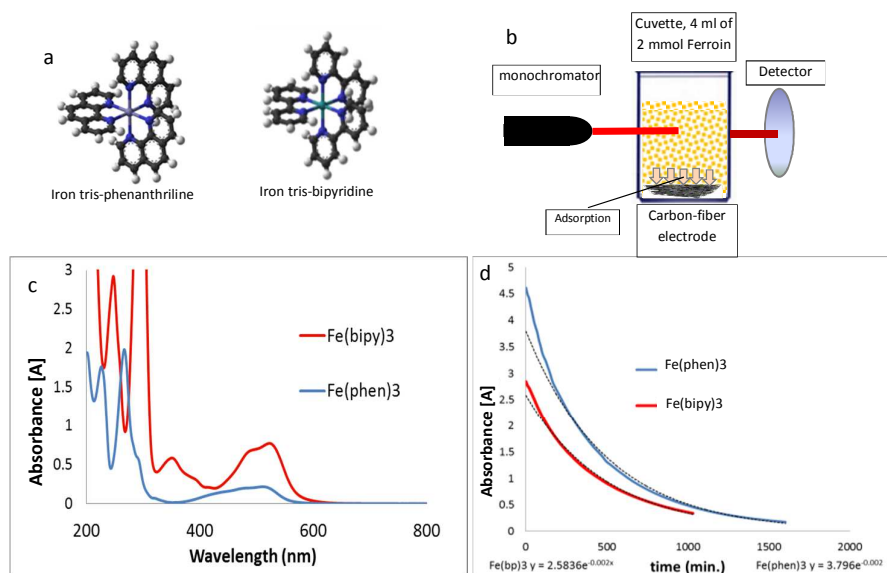 a
Iron tris-phenanthriline
Iron tris-bipyridine
b
Cuvette, 4 ml of
2 mmol Ferroin
monochromator
Detector
Adsorption
Carbon-fiber
electrode
c
3
2.5
2
1.5
1
0.5
0
Absorbance [A]
Fe(bipy)3
Fe(phen)3
200
400
600
800
Wavelength (nm)
d
5
4.5
4
3.5
3
2.5
2
1.5
1
0.5
0
Absorbance [A]
Fe(phen)3
Fe(bipy)3
0
500
1000
1500
2000
time (min.)
Fe(bp)3 y = 2.5836e^-0.002x
Fe(phen)3 y = 3.796e^-0.002